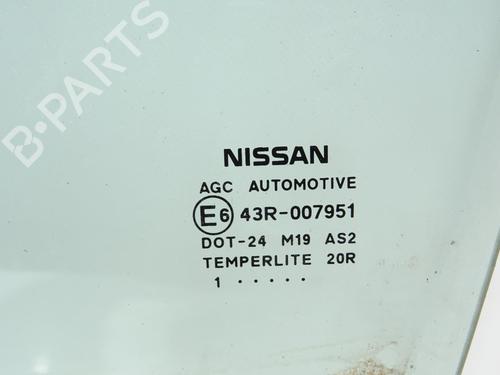 B-PARTS
NISSAN
AGC AUTOMOTIVE
E6 43R-007951
DOT-24 M19 AS2
TEMPERLITE 20R
1 · · · · ·